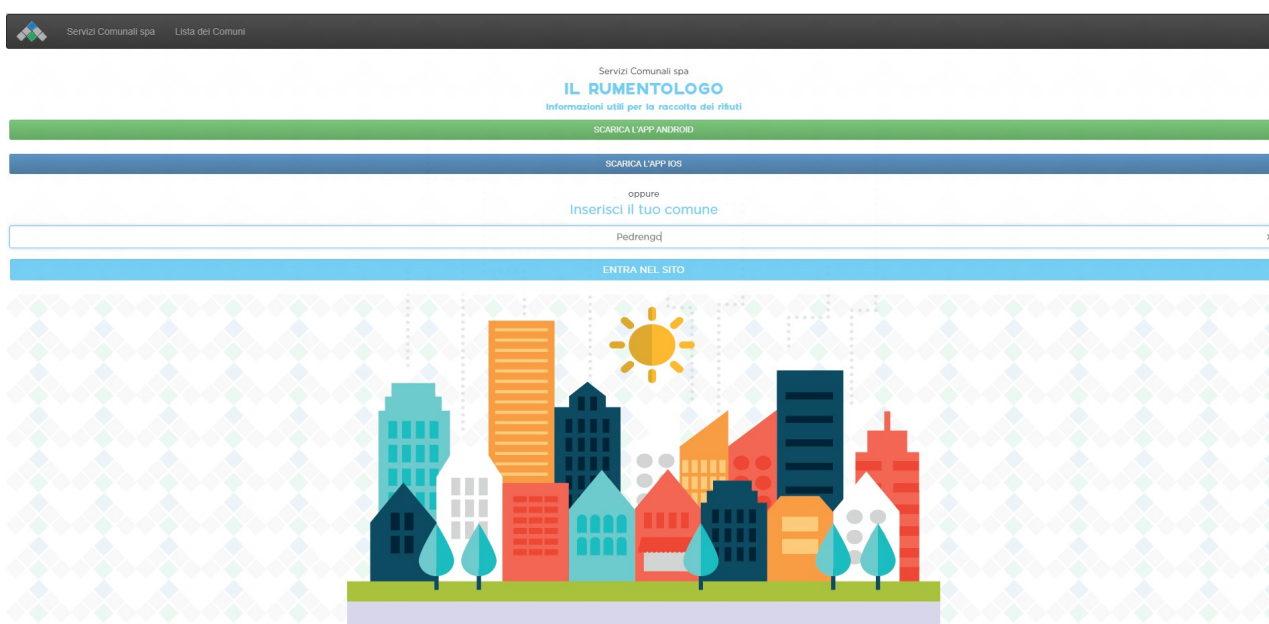 Servizi Comunali spa Lista dei Comuni
Servizi Comunali spa
IL RUMENTOLOGO
Informazioni utili per la raccolta dei rifiuti
SCARICA L'APP ANDROID
SCARICA L'APP IOS
oppure
Inserisci il tuo comune
Pedrengo
ENTRA NEL SITO